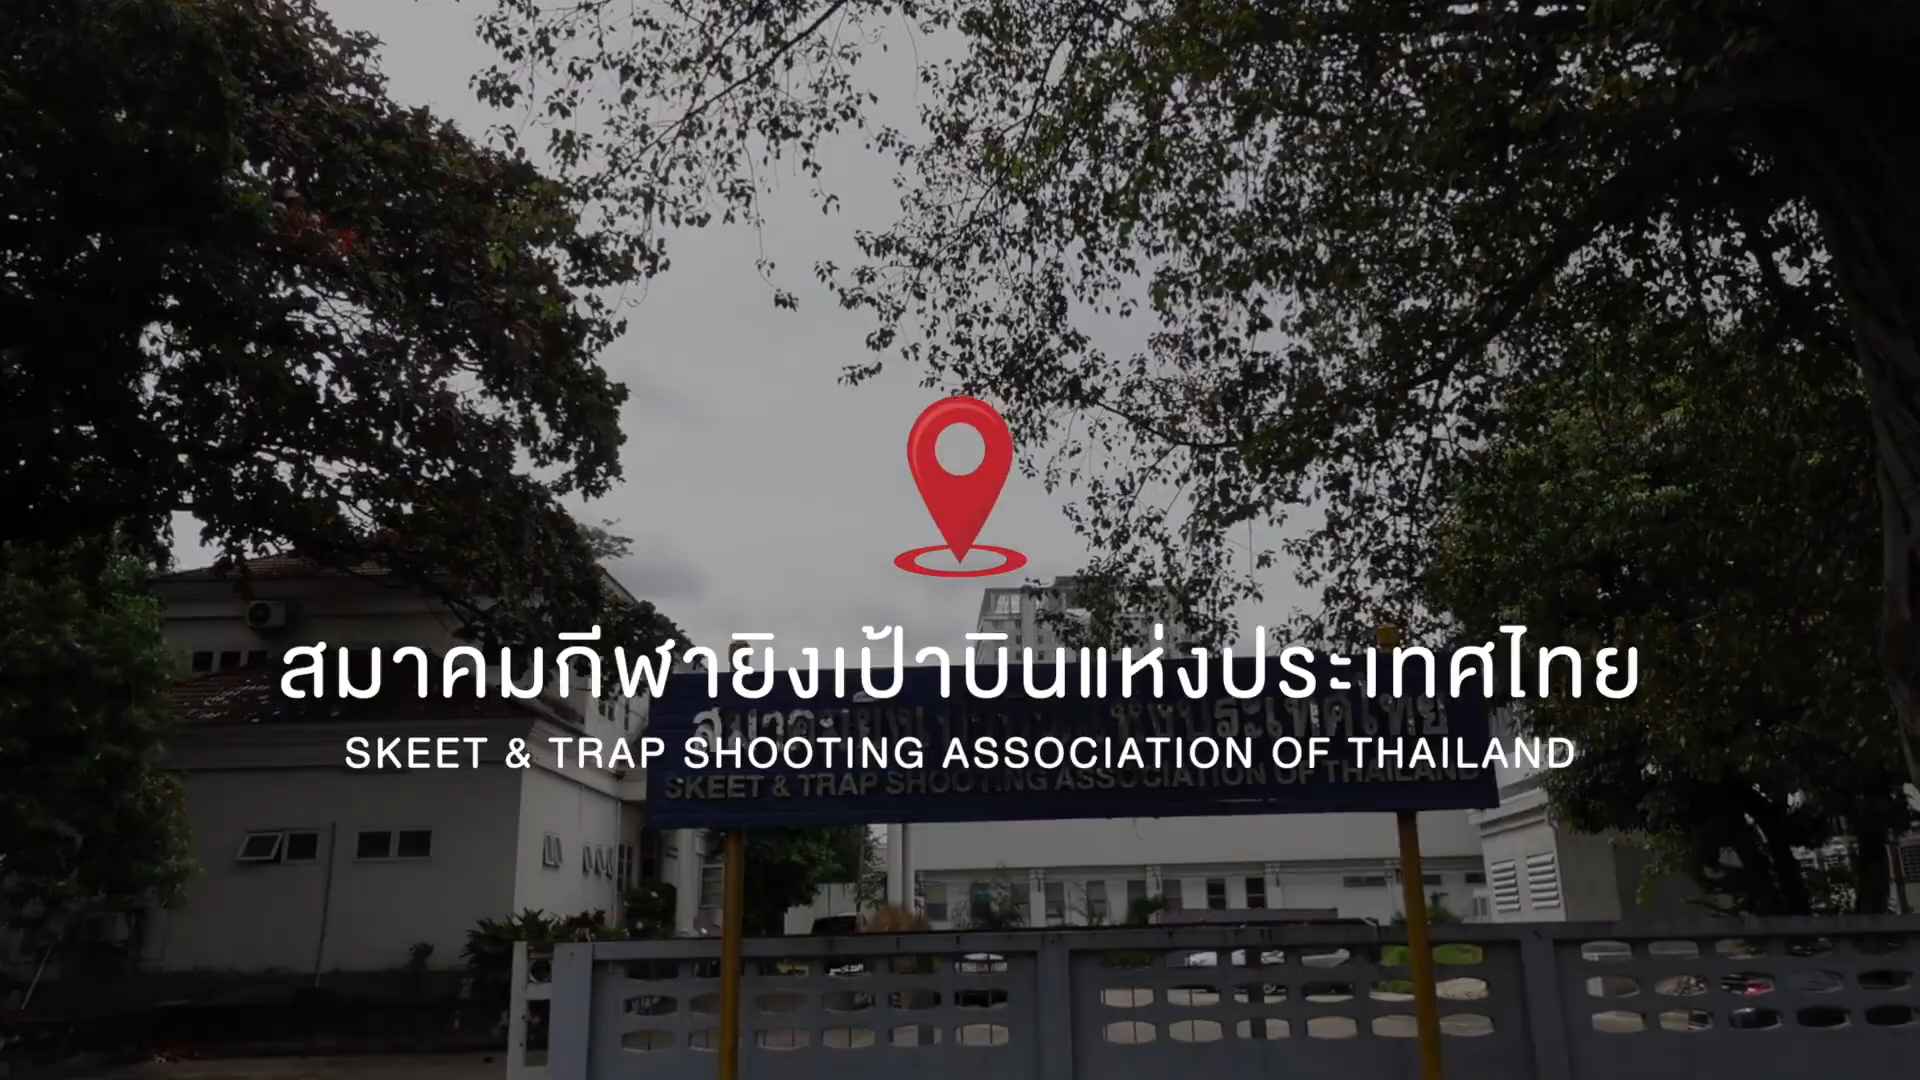 สมาคมกีฬายิงเป้าบินแห่งประเทศไทย
SKEET & TRAP SHOOTING ASSOCIATION OF THAILAND
SKEET & TRAP SHOOTING ASSOCIATION OF THAILAND